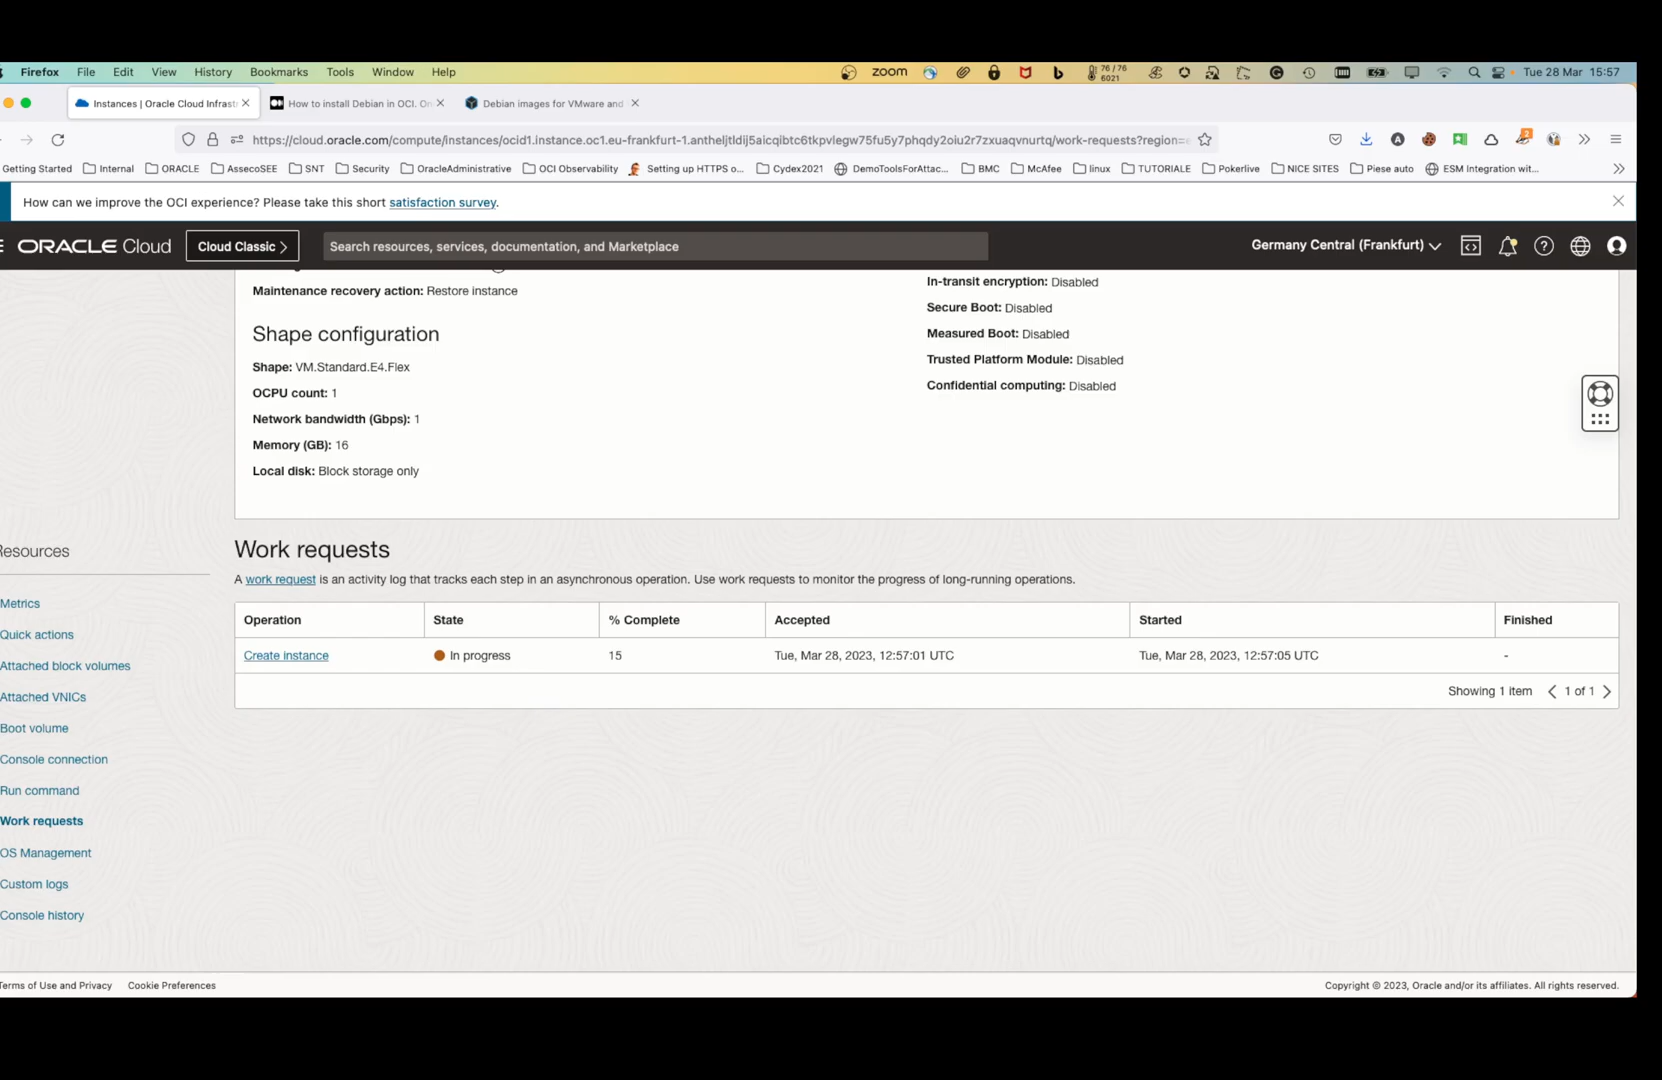 Firefox File Edit View History Bookmarks Tools Window Help zoom 76 / 76 6021 Tue 28 Mar 15:57
Instances | Oracle Cloud Infrast
How to install Debian in OCI. On
Debian images for VMware and
https://cloud.oracle.com/compute/instances/ocid1.instance.oc1.eu-frankfurt-1.antheljtldij5aicqibtc6tkpvlegw75fu5y7phqdy2oiu2r7zxuaqvnurtq/work-requests?region=e
Getting Started Internal ORACLE AssecoSEE SNT Security OracleAdministrative OCI Observability Setting up HTTPS o... Cydex2021 DemoToolsForAttac... BMC McAfee linux TUTORIALE Pokerlive NICE SITES Piese auto ESM Integration wit...
How can we improve the OCI experience? Please take this short satisfaction survey.
ORACLE Cloud Cloud Classic > Search resources, services, documentation, and Marketplace Germany Central (Frankfurt)
Maintenance recovery action: Restore instance
Shape configuration
Shape: VM.Standard.E4.Flex
OCPU count: 1
Network bandwidth (Gbps): 1
Memory (GB): 16
Local disk: Block storage only
In-transit encryption: Disabled
Secure Boot: Disabled
Measured Boot: Disabled
Trusted Platform Module: Disabled
Confidential computing: Disabled
Resources
Metrics
Quick actions
Attached block volumes
Attached VNICs
Boot volume
Console connection
Run command
Work requests
OS Management
Custom logs
Console history
Work requests
A work request is an activity log that tracks each step in an asynchronous operation. Use work requests to monitor the progress of long-running operations.
Operation State % Complete Accepted Started Finished
Create instance In progress 15 Tue, Mar 28, 2023, 12:57:01 UTC Tue, Mar 28, 2023, 12:57:05 UTC -
Showing 1 item < 1 of 1 >
Terms of Use and Privacy Cookie Preferences Copyright © 2023, Oracle and/or its affiliates. All rights reserved.